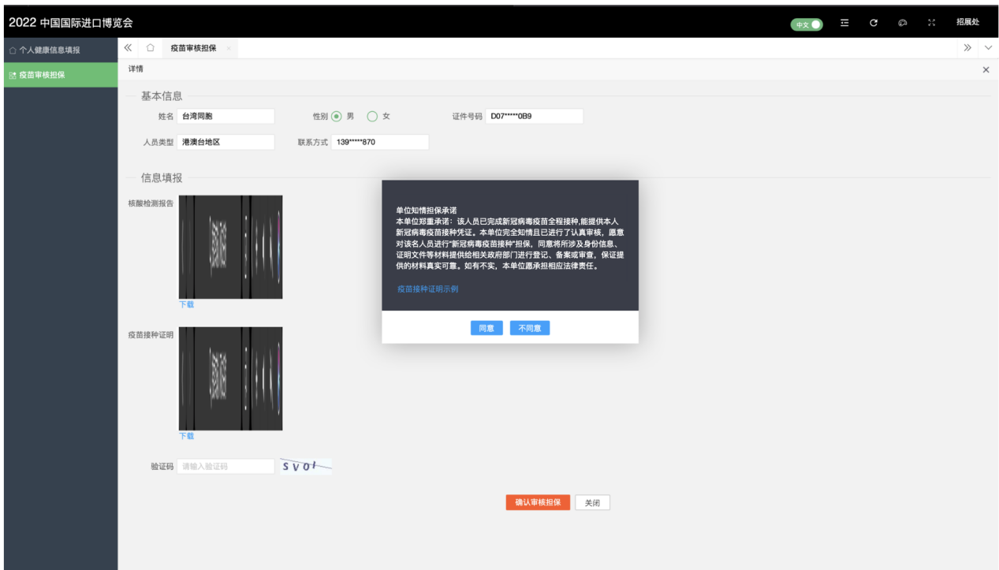 2022 中国国际进口博览会
中文
招展处
个人健康信息填报
疫苗审核担保
疫苗审核担保
详情
基本信息
姓名 台湾同胞 性别 男 女 证件号码 D07*****0B9
人员类型 港澳台地区 联系方式 139****870
信息填报
核酸检测报告
下载
疫苗接种证明
下载
验证码 请输入验证码 S V O I
确认审核担保 关闭
单位知情担保承诺
本单位郑重承诺：该人员已完成新冠病毒疫苗全程接种,能提供本人
新冠病毒疫苗接种凭证。本单位完全知情且已进行了认真审核，愿意
对该名人员进行“新冠病毒疫苗接种”担保，同意将所涉及身份信息、
证明文件等材料提供给相关政府部门进行登记、备案或审查，保证提
供的材料真实可靠。如有不实，本单位愿承担相应法律责任。
疫苗接种证明示例
同意 不同意